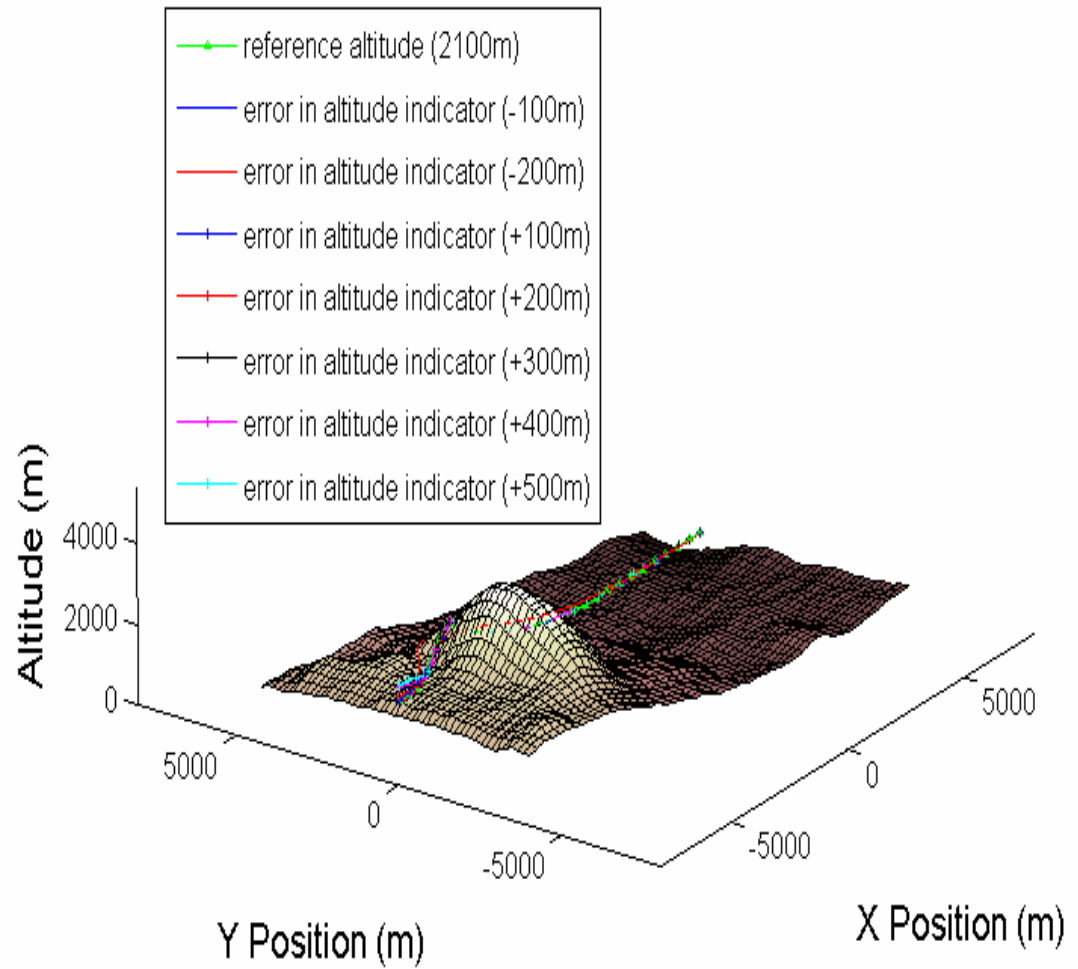 reference altitude (2100m)
error in altitude indicator (-100m)
error in altitude indicator (-200m)
error in altitude indicator (+100m)
error in altitude indicator (+200m)
error in altitude indicator (+300m)
error in altitude indicator (+400m)
error in altitude indicator (+500m)
Altitude (m)
4000
2000
0
5000
0
-5000
Y Position (m)
5000
0
-5000
X Position (m)